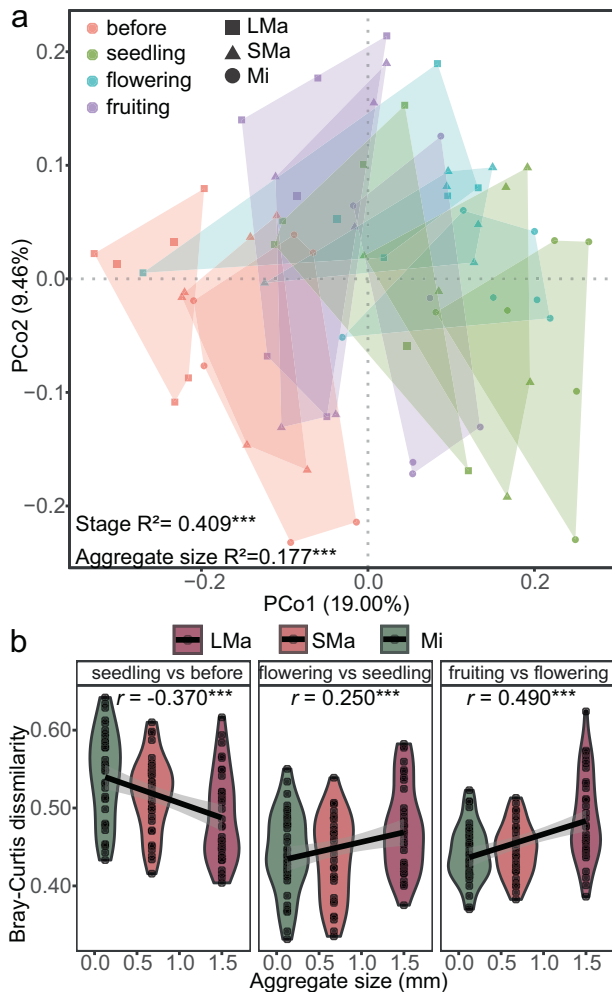 a
before
seedling
flowering
fruiting
LMa
SMa
Mi
0.2
0.1
0.0
−0.1
−0.2
PCo2 (9.46%)
Stage R²= 0.409***
Aggregate size R²=0.177***
−0.2
0.0
0.2
PCo1 (19.00%)
b
LMa
SMa
Mi
seedling vs before
flowering vs seedling
fruiting vs flowering
r = -0.370***
r = 0.250***
r = 0.490***
0.60
0.50
0.40
Bray-Curtis dissmilarity
0.0 0.5 1.0 1.5
0.0 0.5 1.0 1.5
0.0 0.5 1.0 1.5
Aggregate size (mm)